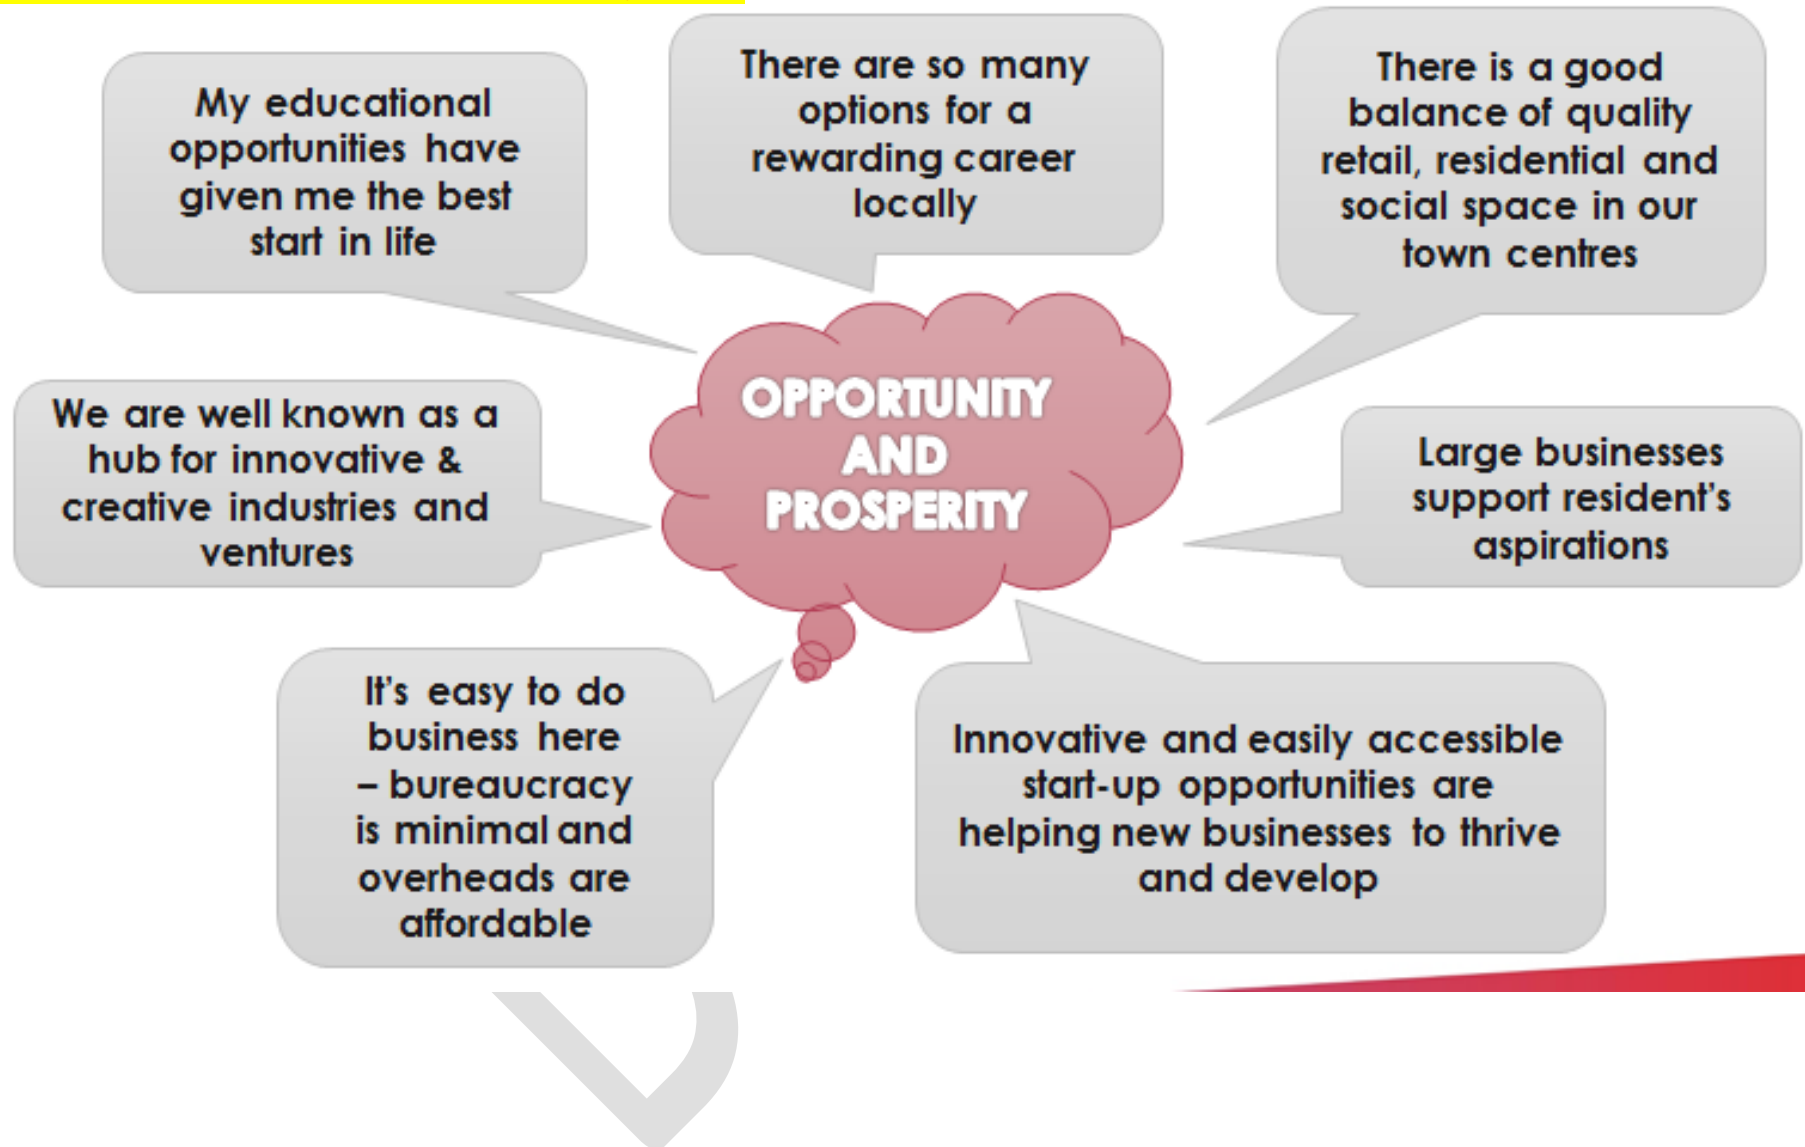 There are so many
options for a
rewarding career
locally
My educational
opportunities have
given me the best
start in life
There is a good
balance of quality
retail, residential and
social space in our
town centres
OPPORTUNITY
AND
PROSPERITY
We are well known as a
hub for innovative &
creative industries and
ventures
Large businesses
support resident's
aspirations
It's easy to do
business here
– bureaucracy
is minimal and
overheads are
affordable
Innovative and easily accessible
start-up opportunities are
helping new businesses to thrive
and develop